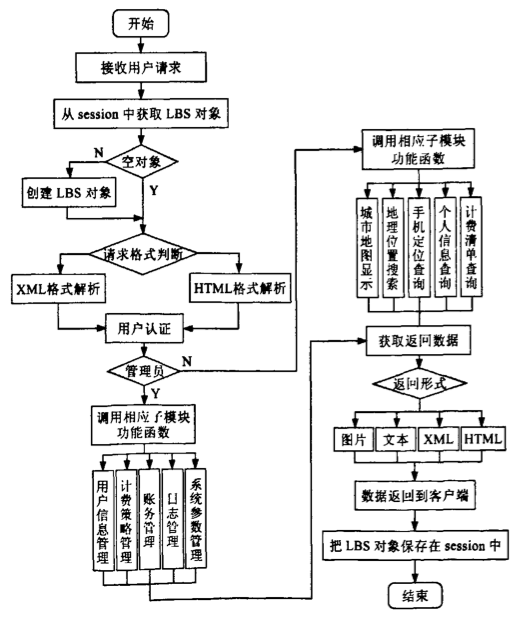 开始
接收用户请求
从 session 中获取 LBS 对象
N
空对象
创建 LBS 对象
Y
请求格式判断
XML格式解析
HTML格式解析
用户认证
管理员
N
Y
调用相应子模块
功能函数
用户信息管理
计费策略管理
账务管理
日志管理
系统参数管理
调用相应子模块
功能函数
城市地图显示
地理位置搜索
手机定位查询
个人信息查询
计费清单查询
获取返回数据
返回形式
图片
文本
XML
HTML
数据返回到客户端
把 LBS 对象保存在 session 中
结束